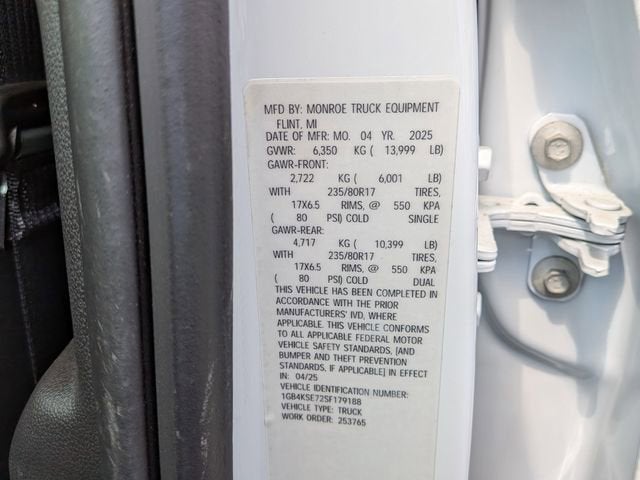 MFD BY: MONROE TRUCK EQUIPMENT
FLINT, MI
DATE OF MFR: MO. 04 YR. 2025
GVWR: 6,350 KG ( 13,999 LB)
GAWR-FRONT:
2,722 KG ( 6,001 LB)
WITH 235/80R17 TIRES,
17X6.5 RIMS, @ 550 KPA
( 80 PSI) COLD SINGLE
GAWR-REAR:
4,717 KG ( 10,399 LB)
WITH 235/80R17 TIRES,
17X6.5 RIMS, @ 550 KPA
( 80 PSI) COLD DUAL
THIS VEHICLE HAS BEEN COMPLETED IN
ACCORDANCE WITH THE PRIOR
MANUFACTURERS' IVD, WHERE
APPLICABLE. THIS VEHICLE CONFORMS
TO ALL APPLICABLE FEDERAL MOTOR
VEHICLE SAFETY STANDARDS, [AND
BUMPER AND THEFT PREVENTION
STANDARDS, IF APPLICABLE] IN EFFECT
IN: 04/25
VEHICLE IDENTIFICATION NUMBER:
1GB4KSE72SF179188
VEHICLE TYPE: TRUCK
WORK ORDER: 253765